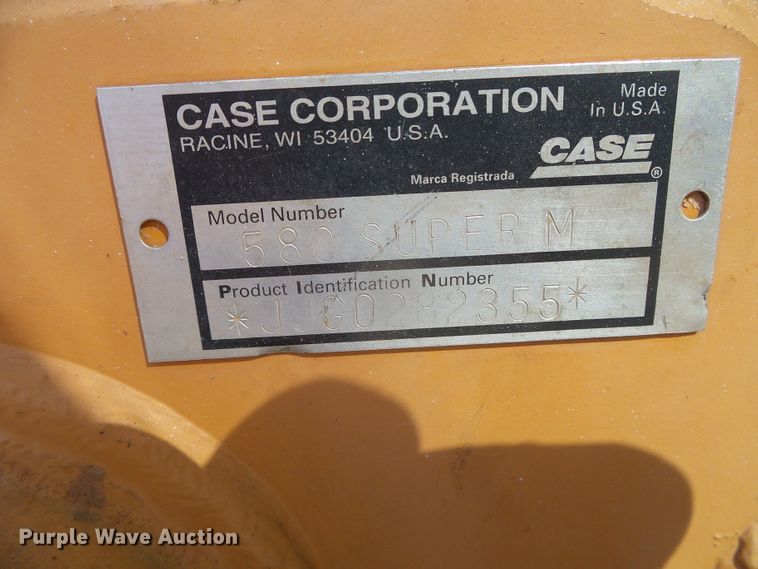 CASE CORPORATION
RACINE, WI 53404 U.S.A.
Made
In U.S.A.
CASE
®
Marca Registrada
Model Number
580 SUPER M
Product Identification Number
*JJG0282355*
Purple Wave Auction